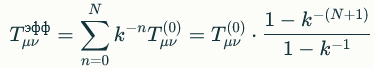 T_{\mu\nu}^{эфф} = \sum_{n=0}^{N} k^{-n} T_{\mu\nu}^{(0)} = T_{\mu\nu}^{(0)} \cdot \frac{1 - k^{-(N+1)}}{1 - k^{-1}}